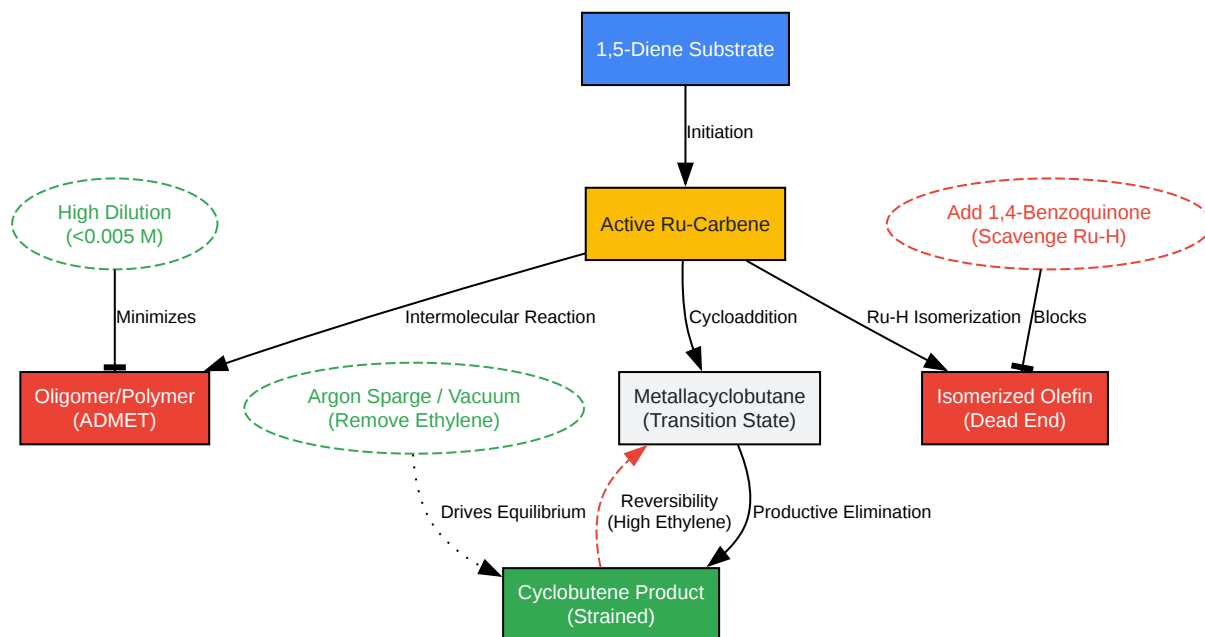 1,5-Diene Substrate
Initiation
High Dilution
(<0.005 M)
Active Ru-Carbene
Add 1,4-Benzoquinone
(Scavenge Ru-H)
Minimizes
Intermolecular Reaction
Cycloaddition
Ru-H Isomerization
Blocks
Oligomer/Polymer
(ADMET)
Argon Sparge / Vacuum
(Remove Ethylene)
Metallacyclobutane
(Transition State)
Isomerized Olefin
(Dead End)
Drives Equilibrium
Reversibility
(High Ethylene)
Productive Elimination
Cyclobutene Product
(Strained)